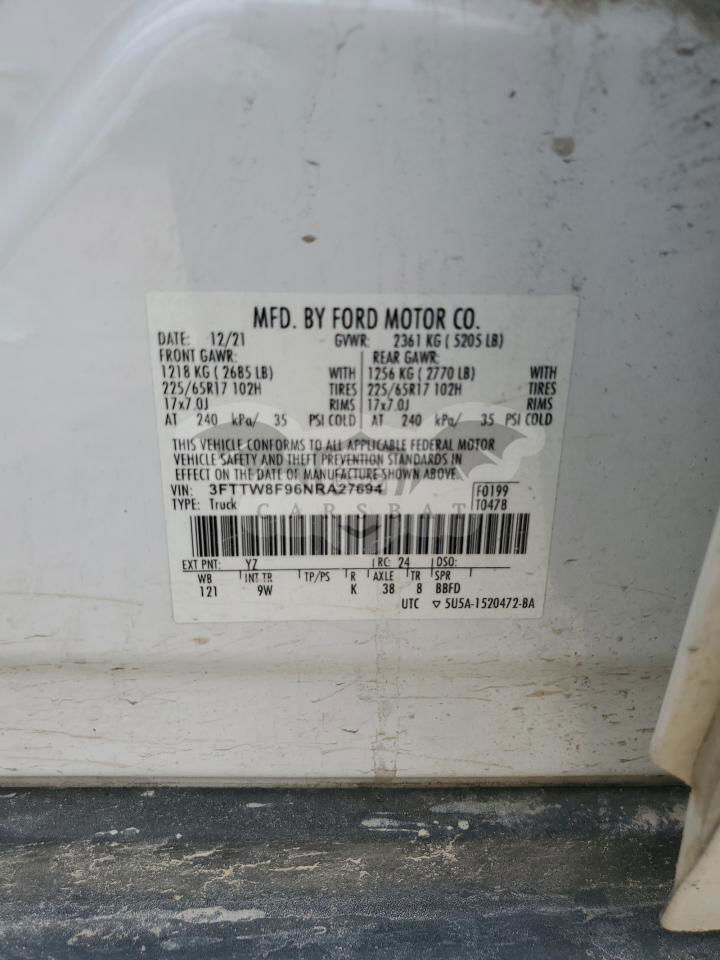 MFD. BY FORD MOTOR CO.
DATE: 12/21 GVWR: 2361 KG ( 5205 LB)
FRONT GAWR: REAR GAWR:
1218 KG ( 2685 LB) WITH 1256 KG ( 2770 LB) WITH
225/65R17 102H TIRES 225/65R17 102H TIRES
17x7.0J RIMS 17x7.0J RIMS
AT 240 kPa/ 35 PSI COLD AT 240 kPa/ 35 PSI COLD
THIS VEHICLE CONFORMS TO ALL APPLICABLE FEDERAL MOTOR
VEHICLE SAFETY AND THEFT PREVENTION STANDARDS IN
EFFECT ON THE DATE OF MANUFACTURE SHOWN ABOVE.
VIN: 3FTTW8F96NRA27694 F0199
TYPE: Truck T0478
CARSBAT
EXT PNT: YZ RC: 24 DSO:
WB INT TR TP/PS R AXLE TR SPR
121 9W K 38 8 BBFD
UTC ▽ 5U5A-1520472-BA